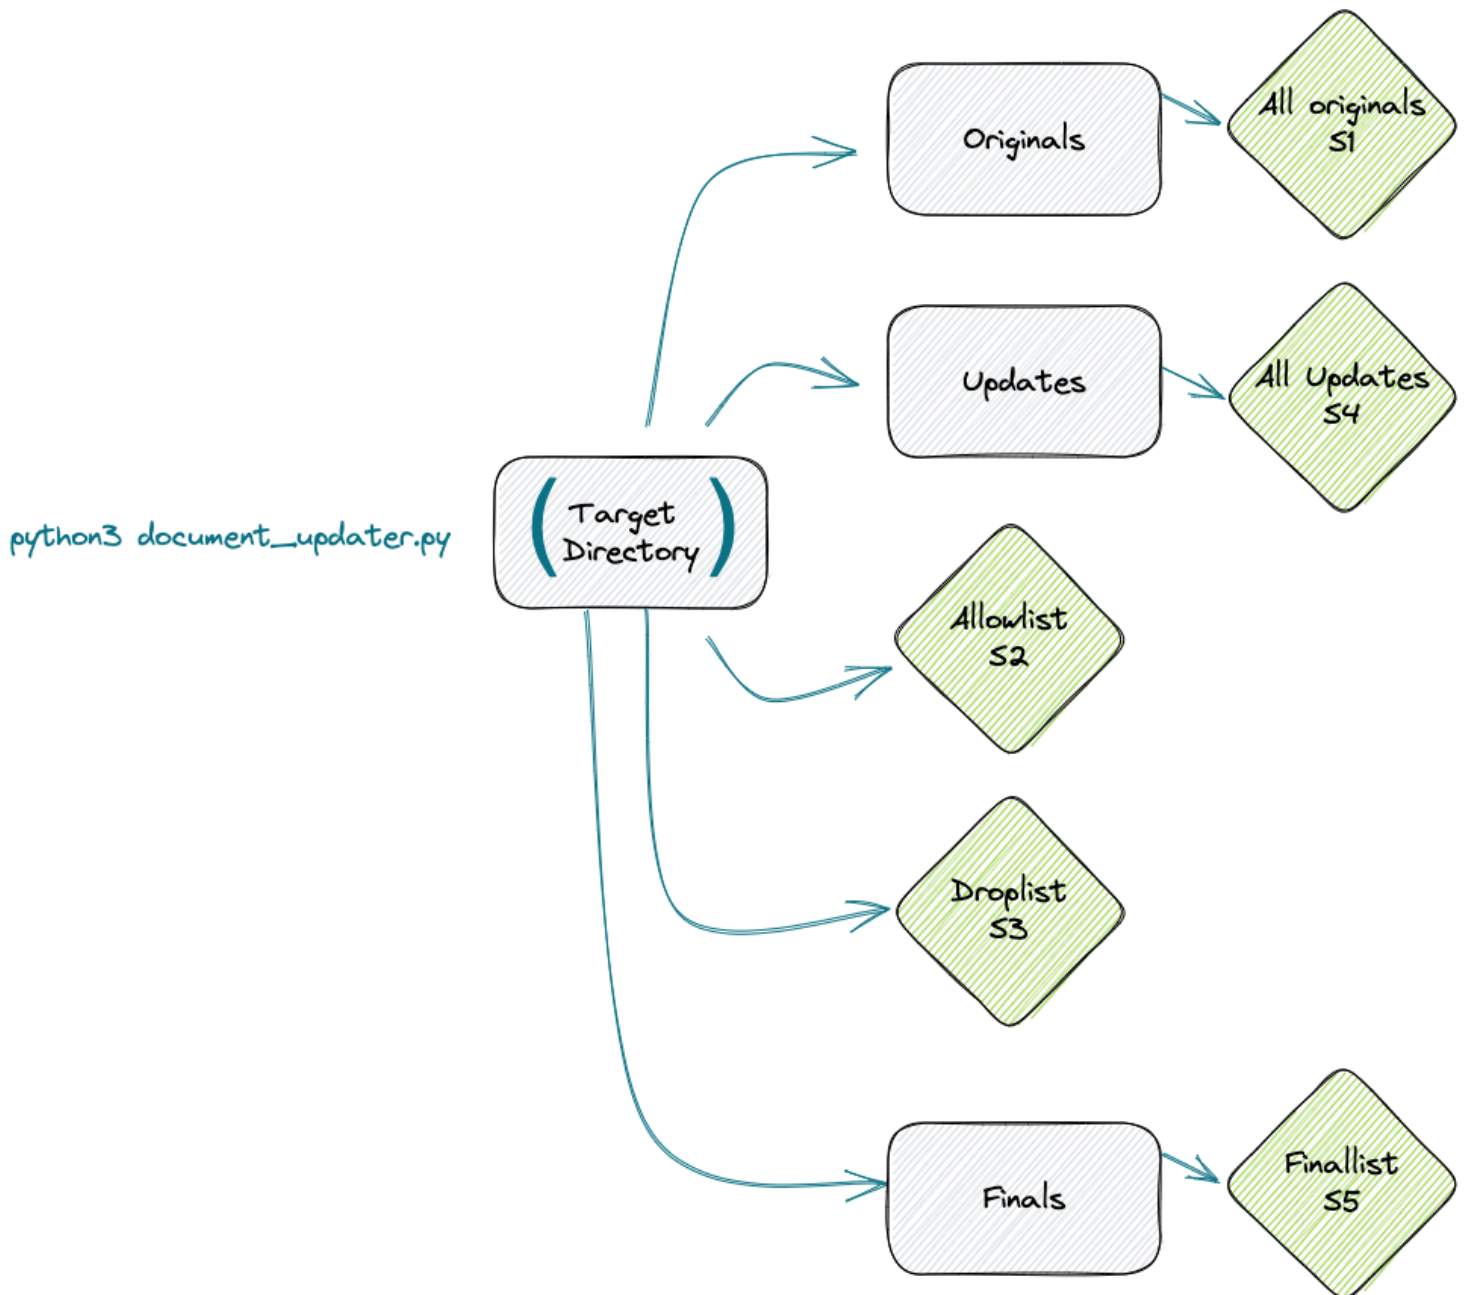 All originals
S1
Originals
All Updates
S4
Updates
( Target
Directory )
python3 document_updater.py
Allowlist
S2
Droplist
S3
Finallist
S5
Finals